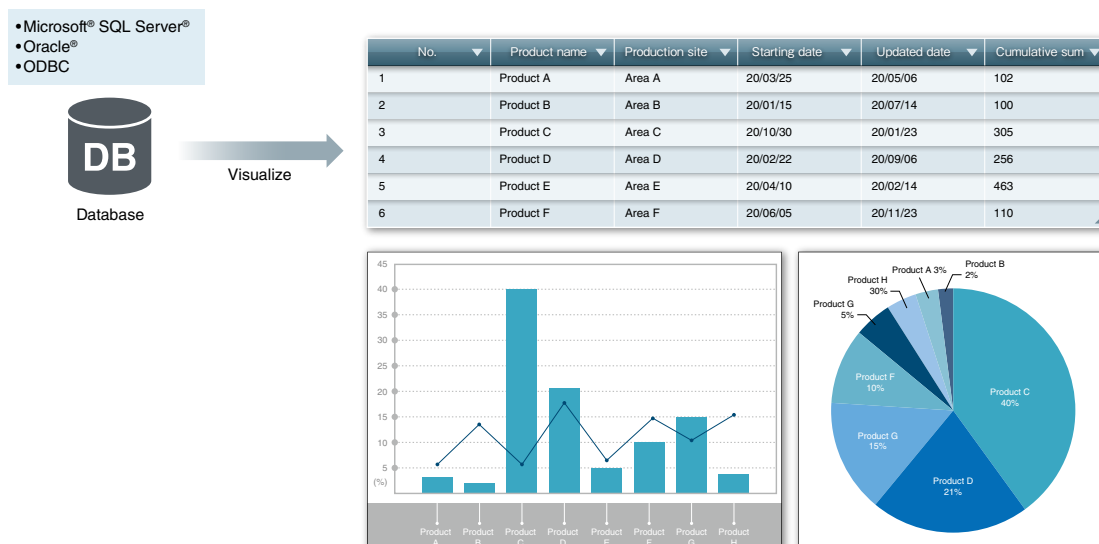 •Microsoft® SQL Server®
•Oracle®
•ODBC
DB
Database
Visualize
No. Product name Production site Starting date Updated date Cumulative sum
1 Product A Area A 20/03/25 20/05/06 102
2 Product B Area B 20/01/15 20/07/14 100
3 Product C Area C 20/10/30 20/01/23 305
4 Product D Area D 20/02/22 20/09/06 256
5 Product E Area E 20/04/10 20/02/14 463
6 Product F Area F 20/06/05 20/11/23 110
45
40
35
30
25
20
15
10
5
(%)
Product A
Product B
Product C
Product D
Product E
Product F
Product G
Product H
Product B
2%
Product A 3%
Product H
30%
Product G
5%
Product F
10%
Product C
40%
Product G
15%
Product D
21%